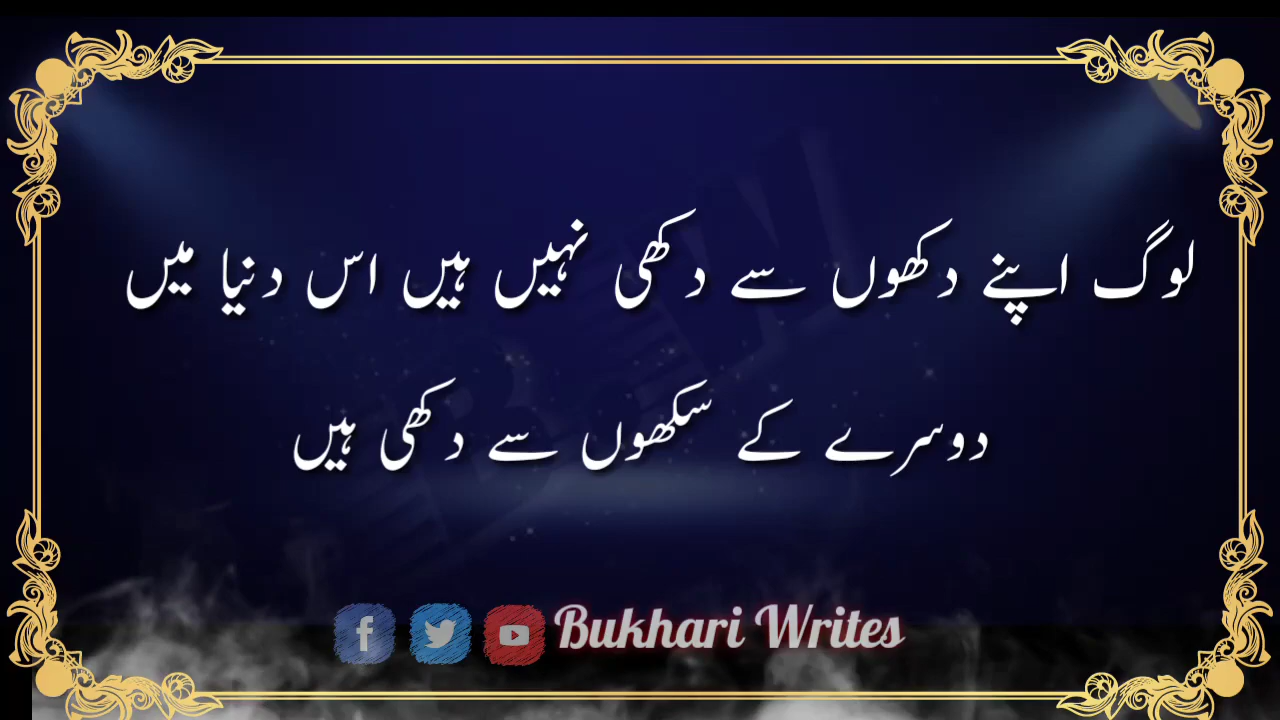 لوگ اپنے دکھوں سے دکھی نہیں ہیں اس دنیا میں
دوسرے کے سکھوں سے دکھی ہیں
Bukhari Writes